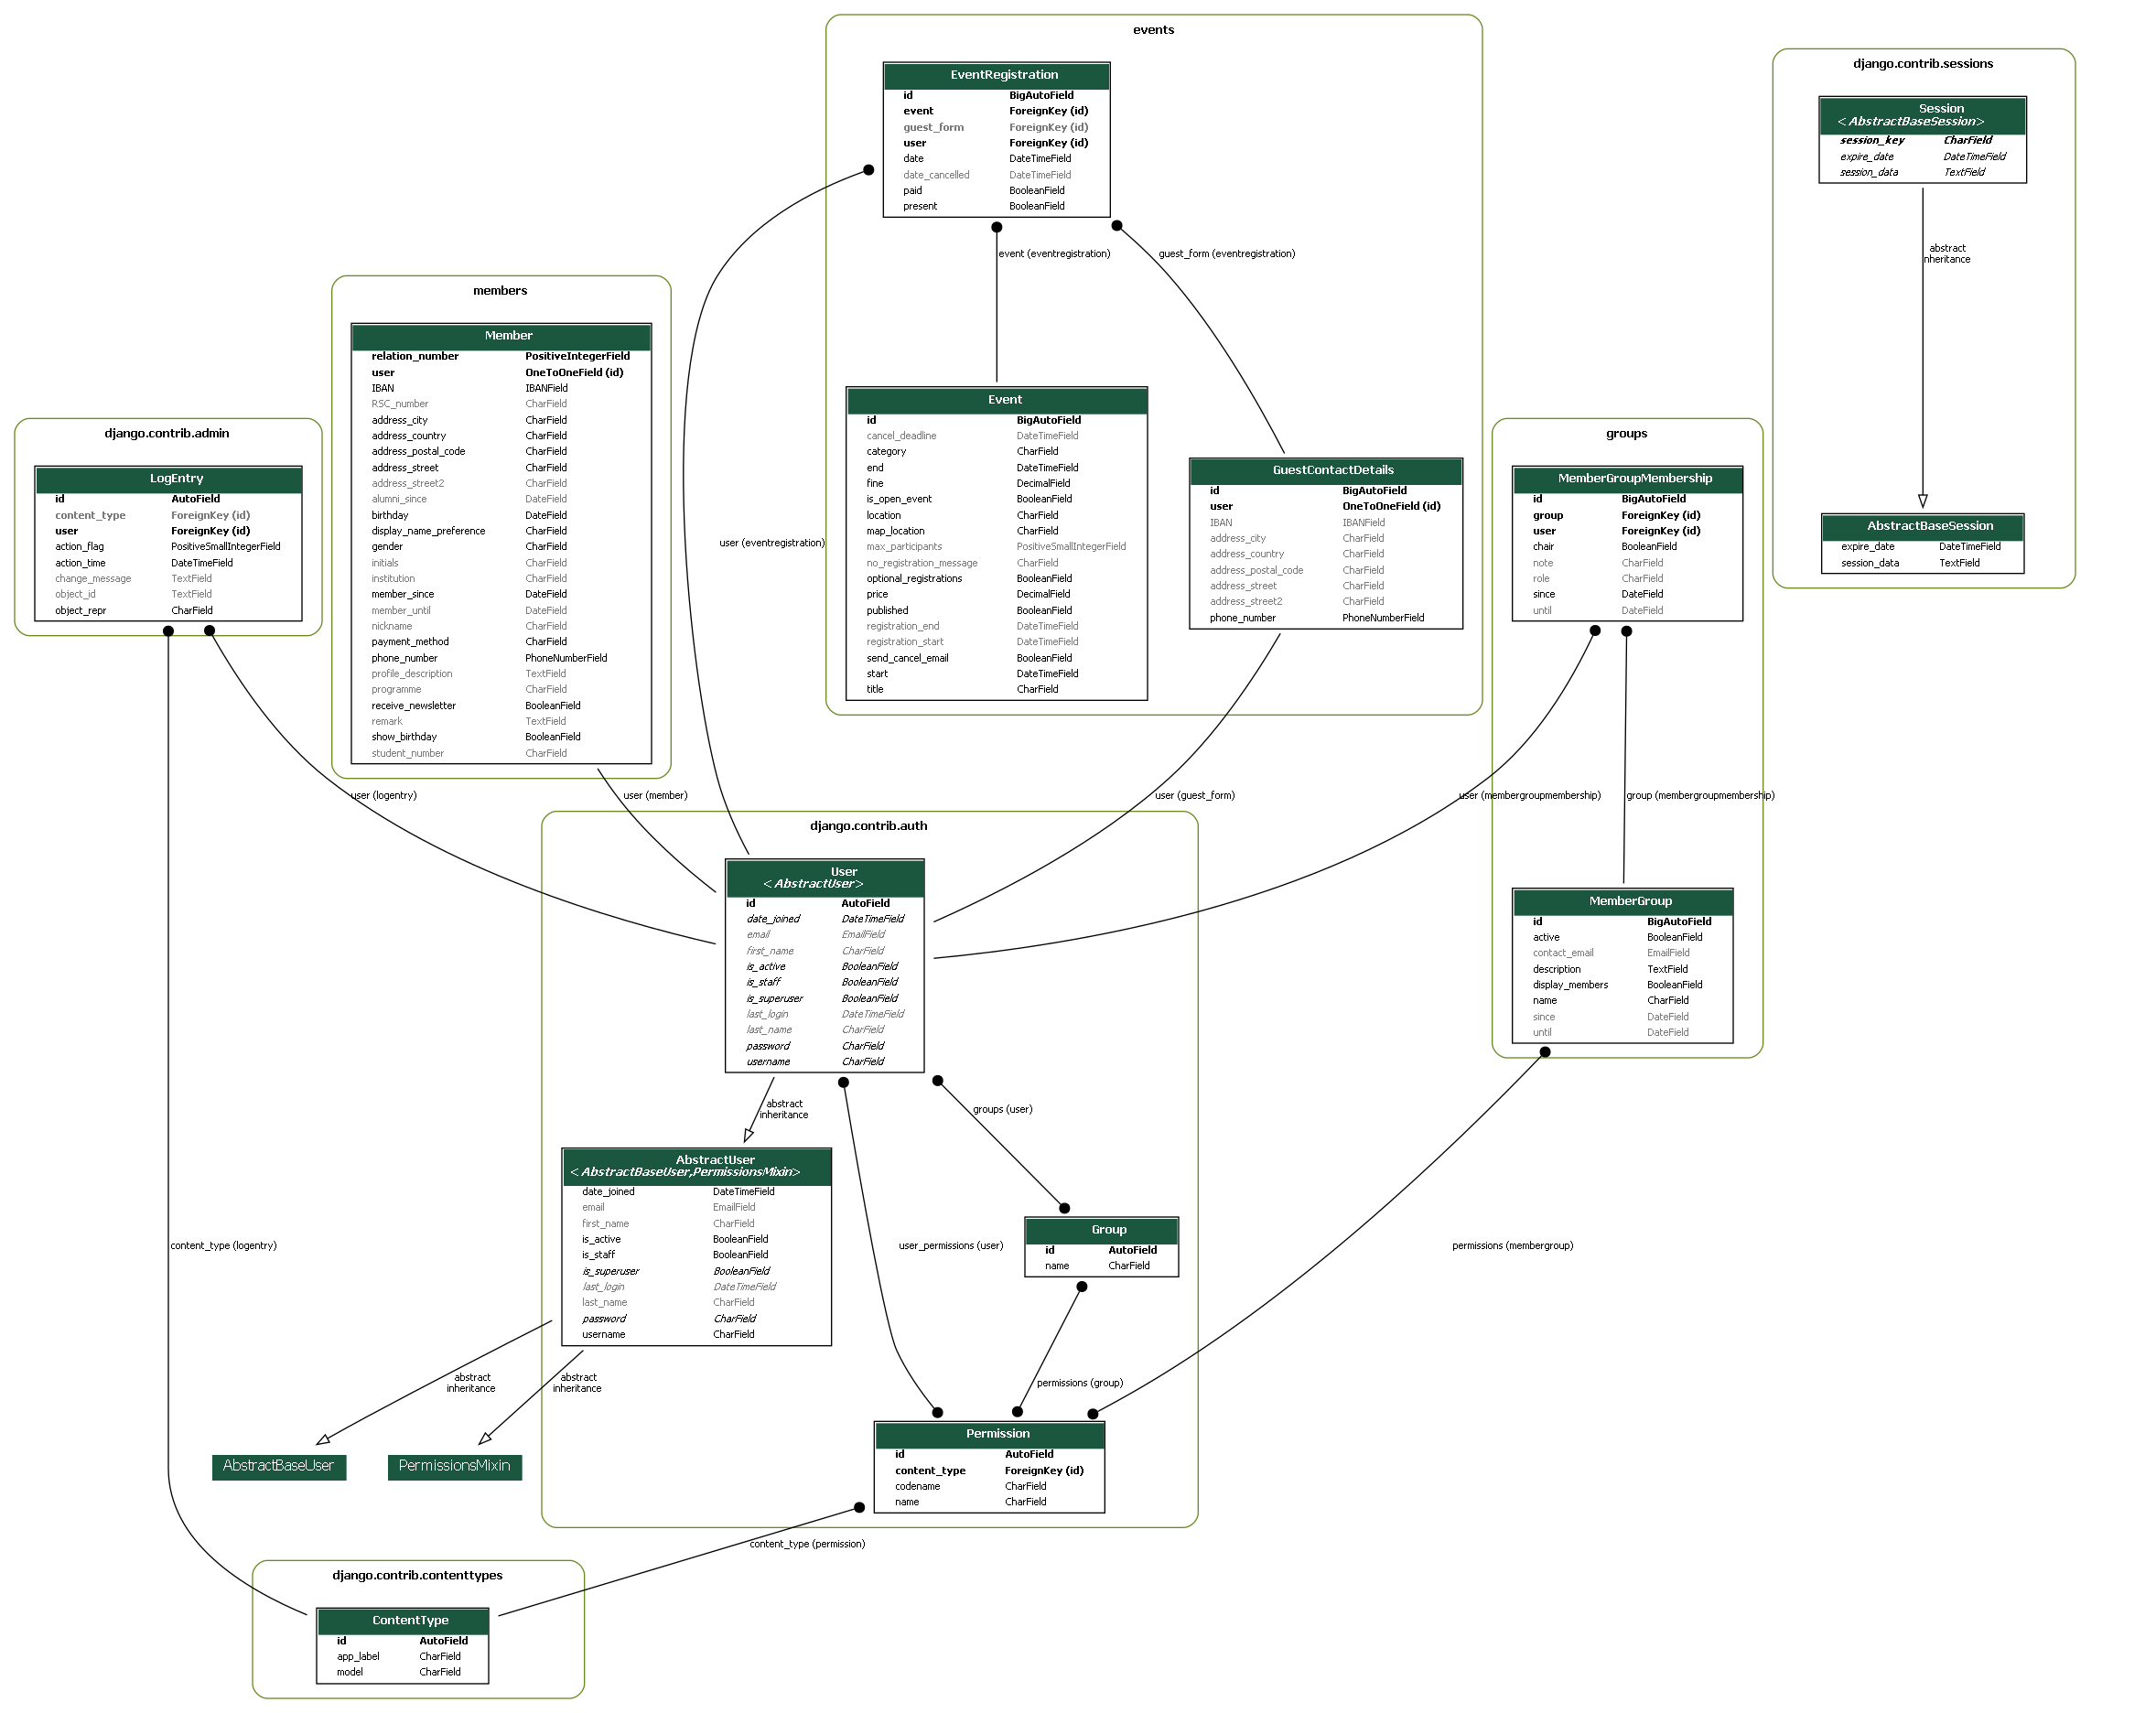 events
EventRegistration
id BigAutoField
event ForeignKey (id)
guest_form ForeignKey (id)
user ForeignKey (id)
date DateTimeField
date_cancelled DateTimeField
paid BooleanField
present BooleanField
event (eventregistration)
guest_form (eventregistration)
user (eventregistration)
Event
id BigAutoField
cancel_deadline DateTimeField
category CharField
end DateTimeField
fine DecimalField
is_open_event BooleanField
location CharField
map_location CharField
max_participants PositiveSmallIntegerField
no_registration_message CharField
optional_registrations BooleanField
price DecimalField
published BooleanField
registration_end DateTimeField
registration_start DateTimeField
send_cancel_email BooleanField
start DateTimeField
title CharField
GuestContactDetails
id BigAutoField
user OneToOneField (id)
IBAN IBANField
address_city CharField
address_country CharField
address_postal_code CharField
address_street CharField
address_street2 CharField
phone_number PhoneNumberField
django.contrib.sessions
Session
<AbstractBaseSession>
session_key CharField
expire_date DateTimeField
session_data TextField
abstract
inheritance
AbstractBaseSession
expire_date DateTimeField
session_data TextField
members
Member
relation_number PositiveIntegerField
user OneToOneField (id)
IBAN IBANField
RSC_number CharField
address_city CharField
address_country CharField
address_postal_code CharField
address_street CharField
address_street2 CharField
alumni_since DateField
birthday DateField
display_name_preference CharField
gender CharField
initials CharField
institution CharField
member_since DateField
member_until DateField
nickname CharField
payment_method CharField
phone_number PhoneNumberField
profile_description TextField
programme CharField
receive_newsletter BooleanField
remark TextField
show_birthday BooleanField
student_number CharField
django.contrib.admin
LogEntry
id AutoField
content_type ForeignKey (id)
user ForeignKey (id)
action_flag PositiveSmallIntegerField
action_time DateTimeField
change_message TextField
object_id TextField
object_repr CharField
groups
MemberGroupMembership
id BigAutoField
group ForeignKey (id)
user ForeignKey (id)
chair BooleanField
note CharField
role CharField
since DateField
until DateField
user (logentry)
user (member)
user (guest_form)
user (membergroupmembership)
group (membergroupmembership)
MemberGroup
id BigAutoField
active BooleanField
contact_email EmailField
description TextField
display_members BooleanField
name CharField
since DateField
until DateField
django.contrib.auth
User
<AbstractUser>
id AutoField
date_joined DateTimeField
email EmailField
first_name CharField
is_active BooleanField
is_staff BooleanField
is_superuser BooleanField
last_login DateTimeField
last_name CharField
password CharField
username CharField
abstract
inheritance
groups (user)
AbstractUser
<AbstractBaseUser,PermissionsMixin>
date_joined DateTimeField
email EmailField
first_name CharField
is_active BooleanField
is_staff BooleanField
is_superuser BooleanField
last_login DateTimeField
last_name CharField
password CharField
username CharField
Group
id AutoField
name CharField
content_type (logentry)
user_permissions (user)
permissions (membergroup)
abstract
inheritance
abstract
inheritance
permissions (group)
AbstractBaseUser
PermissionsMixin
Permission
id AutoField
content_type ForeignKey (id)
codename CharField
name CharField
content_type (permission)
django.contrib.contenttypes
ContentType
id AutoField
app_label CharField
model CharField